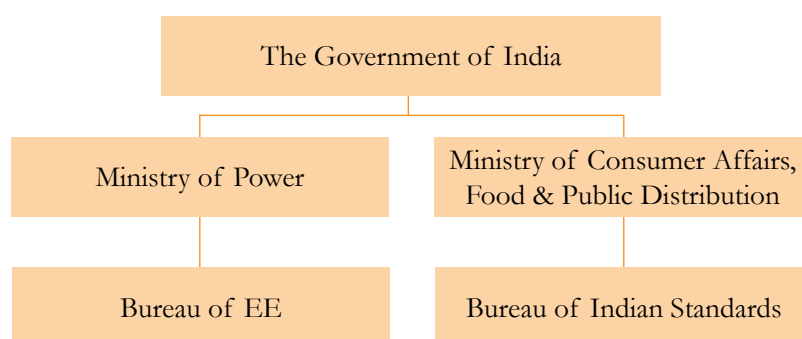 The Government of India
Ministry of Power
Ministry of Consumer Affairs,
Food & Public Distribution
Bureau of EE
Bureau of Indian Standards